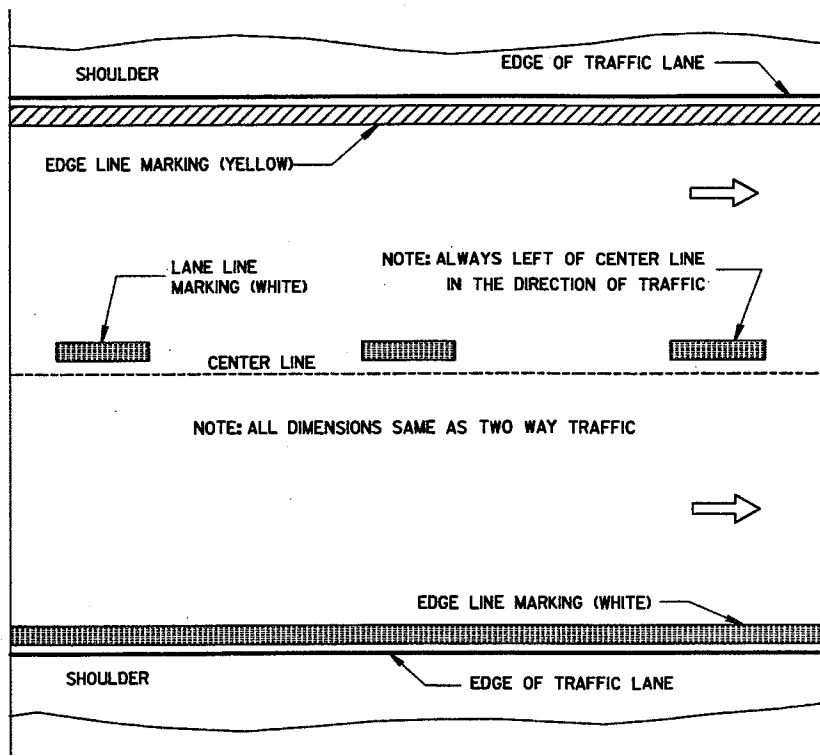 EDGE OF TRAFFIC LANE
SHOULDER
EDGE LINE MARKING (YELLOW)
LANE LINE
MARKING (WHITE)
NOTE: ALWAYS LEFT OF CENTER LINE
IN THE DIRECTION OF TRAFFIC
CENTER LINE
NOTE: ALL DIMENSIONS SAME AS TWO WAY TRAFFIC
EDGE LINE MARKING (WHITE)
SHOULDER
EDGE OF TRAFFIC LANE